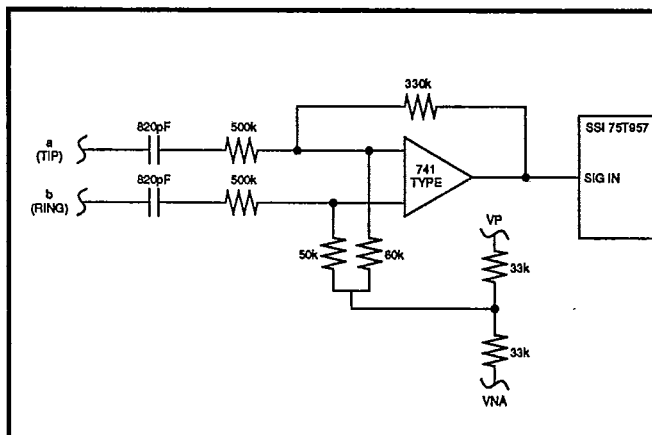 330k
820pF
500k
SSI 75T957
a
(TIP)
741
TYPE
SIG IN
820pF
500k
b
(RING)
VP
50k
60k
33k
33k
VNA